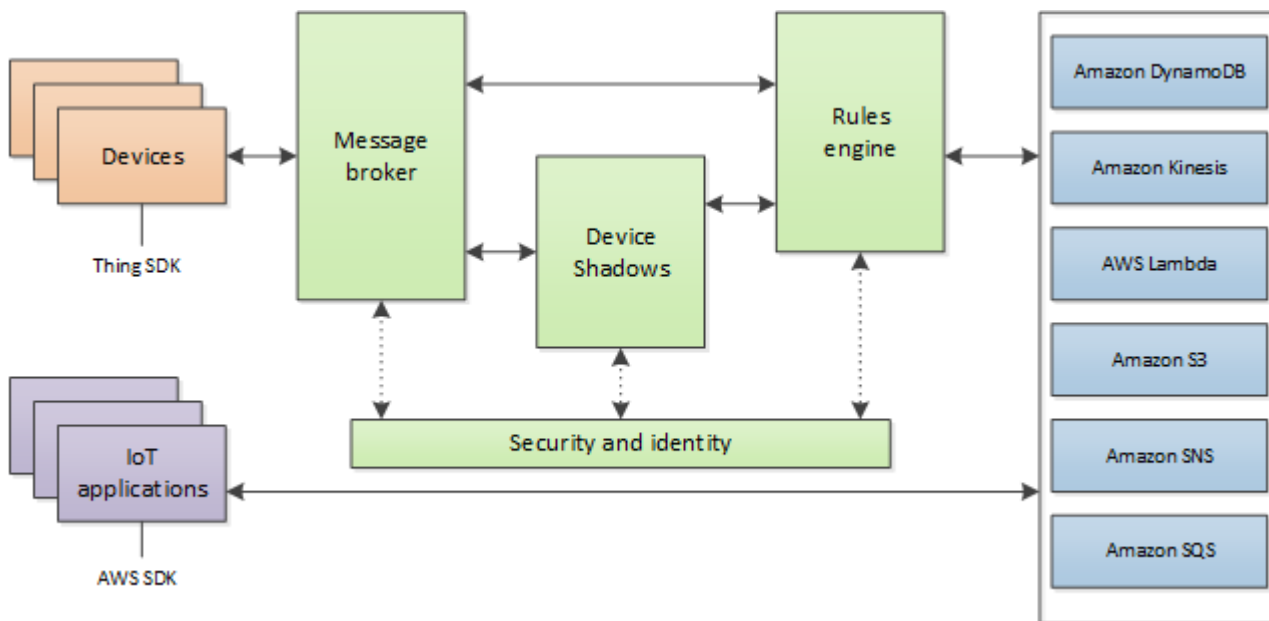 Devices
Thing SDK
Message
broker
Device
Shadows
Rules
engine
Security and identity
IoT
applications
AWS SDK
Amazon DynamoDB
Amazon Kinesis
AWS Lambda
Amazon S3
Amazon SNS
Amazon SQS